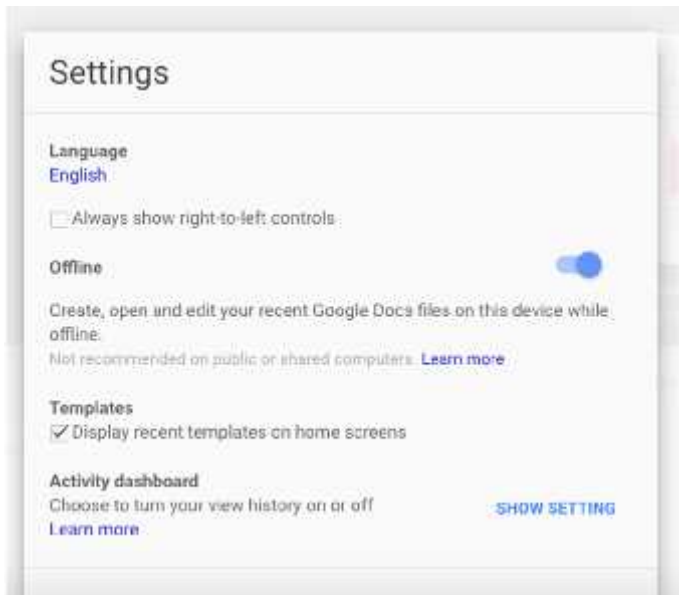 Settings
Language
English
Always show right-to-left controls
Offline
Create, open and edit your recent Google Docs files on this device while
offline.
Not recommended on public or shared computers. Learn more
Templates
Display recent templates on home screens
Activity dashboard
Choose to turn your view history on or off
SHOW SETTING
Learn more